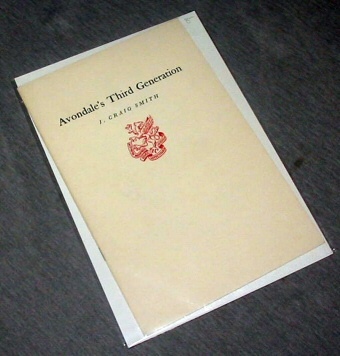 Avondale's Third Generation
J. CRAIG SMITH